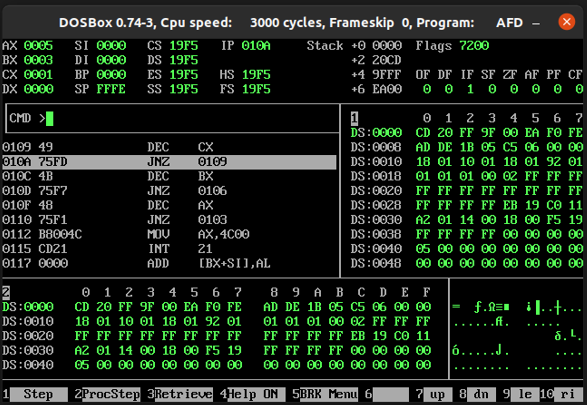 DOSBox 0.74-3, Cpu speed: 3000 cycles, Frameskip 0, Program: AFD
AX 0005 SI 0000 CS 19F5 IP 010A Stack +0 0000 Flags 7200
BX 0003 DI 0000 DS 19F5 +2 20CD
CX 0001 BP 0000 ES 19F5 HS 19F5 +4 9FFF OF DF IF SF ZF AF PF CF
DX 0000 SP FFFE SS 19F5 FS 19F5 +6 EA00 0 0 1 0 0 0 0 0
CMD >
1 0 1 2 3 4 5 6 7
DS:0000 CD 20 FF 9F 00 EA F0 FE
DS:0008 AD DE 1B 05 C5 06 00 00
DS:0010 18 01 10 01 18 01 92 01
DS:0018 01 01 01 00 02 FF FF FF
DS:0020 FF FF FF FF FF FF FF FF
DS:0028 FF FF FF FF EB 19 C0 11
DS:0030 A2 01 14 00 18 00 F5 19
DS:0038 FF FF FF FF 00 00 00 00
DS:0040 05 00 00 00 00 00 00 00
DS:0048 00 00 00 00 00 00 00 00
0109 49 DEC CX
010A 75FD JNZ 0109
010C 4B DEC BX
010D 75F7 JNZ 0106
010F 48 DEC AX
0110 75F1 JNZ 0103
0112 B8004C MOV AX,4C00
0115 CD21 INT 21
0117 0000 ADD [BX+SI],AL
2 0 1 2 3 4 5 6 7 8 9 A B C D E F
DS:0000 CD 20 FF 9F 00 EA F0 FE AD DE 1B 05 C5 06 00 00
DS:0010 18 01 10 01 18 01 92 01 01 01 01 00 02 FF FF FF
DS:0020 FF FF FF FF FF FF FF FF FF FF FF FF EB 19 C0 11
DS:0030 A2 01 14 00 18 00 F5 19 FF FF FF FF 00 00 00 00
DS:0040 05 00 00 00 00 00 00 00 00 00 00 00 00 00 00 00
1 Step 2 ProcStep 3 Retrieve 4 Help ON 5 BRK Menu 6 7 up 8 dn 9 le 10 ri